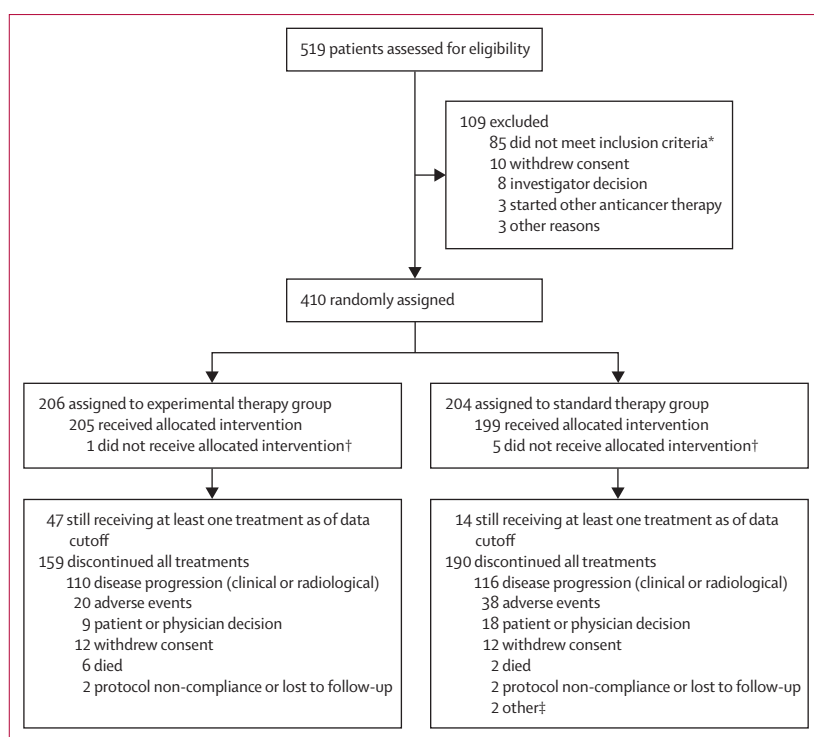 519 patients assessed for eligibility
109 excluded
85 did not meet inclusion criteria*
10 withdrew consent
8 investigator decision
3 started other anticancer therapy
3 other reasons
410 randomly assigned
206 assigned to experimental therapy group
205 received allocated intervention
1 did not receive allocated intervention†
204 assigned to standard therapy group
199 received allocated intervention
5 did not receive allocated intervention†
47 still receiving at least one treatment as of data
cutoff
159 discontinued all treatments
110 disease progression (clinical or radiological)
20 adverse events
9 patient or physician decision
12 withdrew consent
6 died
2 protocol non-compliance or lost to follow-up
14 still receiving at least one treatment as of data
cutoff
190 discontinued all treatments
116 disease progression (clinical or radiological)
38 adverse events
18 patient or physician decision
12 withdrew consent
2 died
2 protocol non-compliance or lost to follow-up
2 other‡